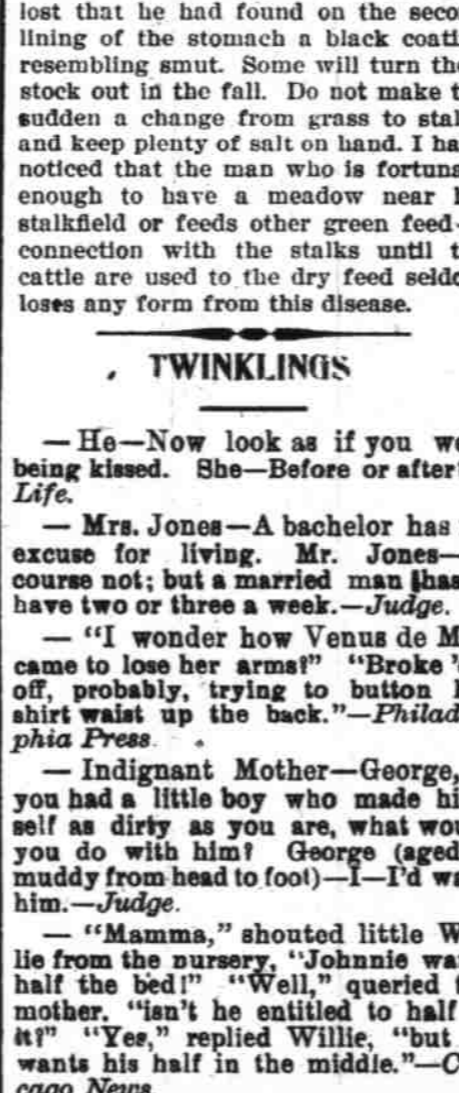 lost that he had found on the secon
lining of the stomach a black coati
resembling smut. Some will turn the
stock out in the fall. Do not make t
sudden a change from grass to stal
and keep plenty of salt on hand. I ha
noticed that the man who is fortuna
enough to have a meadow near h
stalkfield or feeds other green feed
connection with the stalks until t
cattle are used to the dry feed seldo
loses any form from this disease.
TWINKLINGS
— He—Now look as if you we
being kissed. She—Before or after?
Life.
— Mrs. Jones—A bachelor has
excuse for living. Mr. Jones—
course not; but a married man has
have two or three a week.—Judge.
— "I wonder how Venus de M
came to lose her arms?" "Broke '
off, probably, trying to button h
shirt waist up the back."—Philad
phia Press.
— Indignant Mother—George,
you had a little boy who made hi
self as dirty as you are, what wou
you do with him? George (aged
muddy from head to foot)—I—I'd wa
him.—Judge.
— "Mamma," shouted little W
lie from the nursery, "Johnnie wa
half the bed!" "Well," queried t
mother, "isn't he entitled to half
it?" "Yes," replied Willie, "but
wants his half in the middle."—C
cago News.